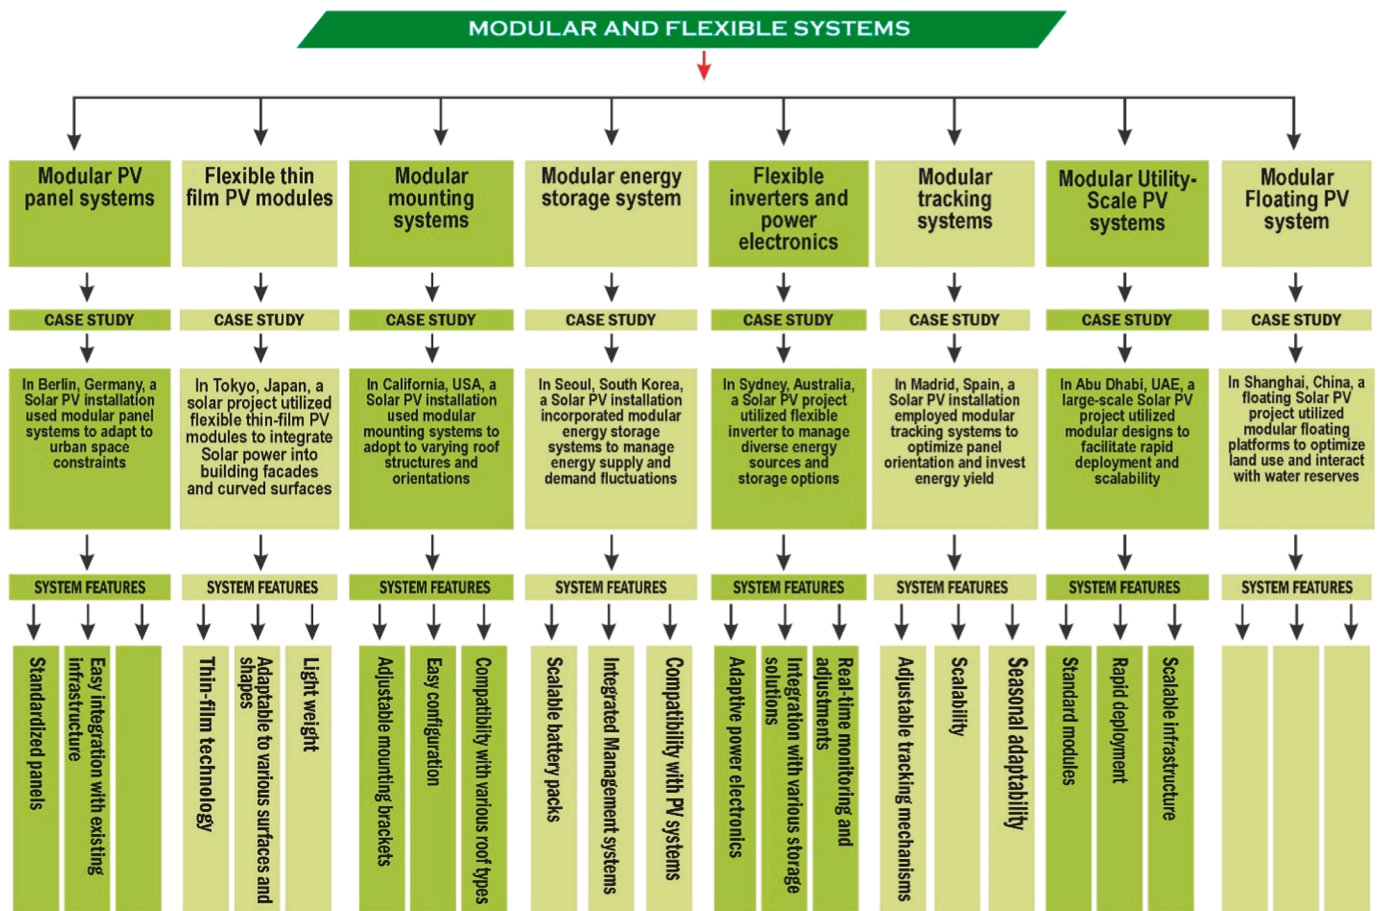 MODULAR AND FLEXIBLE SYSTEMS
Modular PV
panel systems
Flexible thin
film PV modules
Modular
mounting
systems
Modular energy
storage system
Flexible
inverters and
power
electronics
Modular
tracking
systems
Modular Utility-
Scale PV
systems
Modular
Floating PV
system
CASE STUDY
CASE STUDY
CASE STUDY
CASE STUDY
CASE STUDY
CASE STUDY
CASE STUDY
CASE STUDY
In Berlin, Germany, a
Solar PV installation
used modular panel
systems to adapt to
urban space
constraints
In Tokyo, Japan, a
solar project utilized
flexible thin-film PV
modules to integrate
Solar power into
building facades
and curved surfaces
In California, USA, a
Solar PV installation
used modular
mounting systems to
adopt to varying roof
structures and
orientations
In Seoul, South Korea,
a Solar PV installation
incorporated modular
energy storage
systems to manage
energy supply and
demand fluctuations
In Sydney, Australia,
a Solar PV project
utilized flexible
inverter to manage
diverse energy
sources and
storage options
In Madrid, Spain, a
Solar PV installation
employed modular
tracking systems to
optimize panel
orientation and invest
energy yield
In Abu Dhabi, UAE, a
large-scale Solar PV
project utilized
modular designs to
facilitate rapid
deployment and
scalability
In Shanghai, China, a
floating Solar PV
project utilized
modular floating
platforms to optimize
land use and interact
with water reserves
SYSTEM FEATURES
SYSTEM FEATURES
SYSTEM FEATURES
SYSTEM FEATURES
SYSTEM FEATURES
SYSTEM FEATURES
SYSTEM FEATURES
SYSTEM FEATURES
Standardized panels
Easy integration with existing
infrastructure
Thin-film technology
Adaptable to various surfaces and
shapes
Light weight
Adjustable mounting brackets
Easy configuration
Compatibiity with various roof types
Scalable battery packs
Integrated Management systems
Compatibility with PV systems
Adaptive power electronics
Integration with various storage
solutions
Real-time monitoring and
adjustments
Adjustable tracking mechanisms
Scalability
Seasonal adaptability
Standard modules
Rapid deployment
Scalable infrastructure